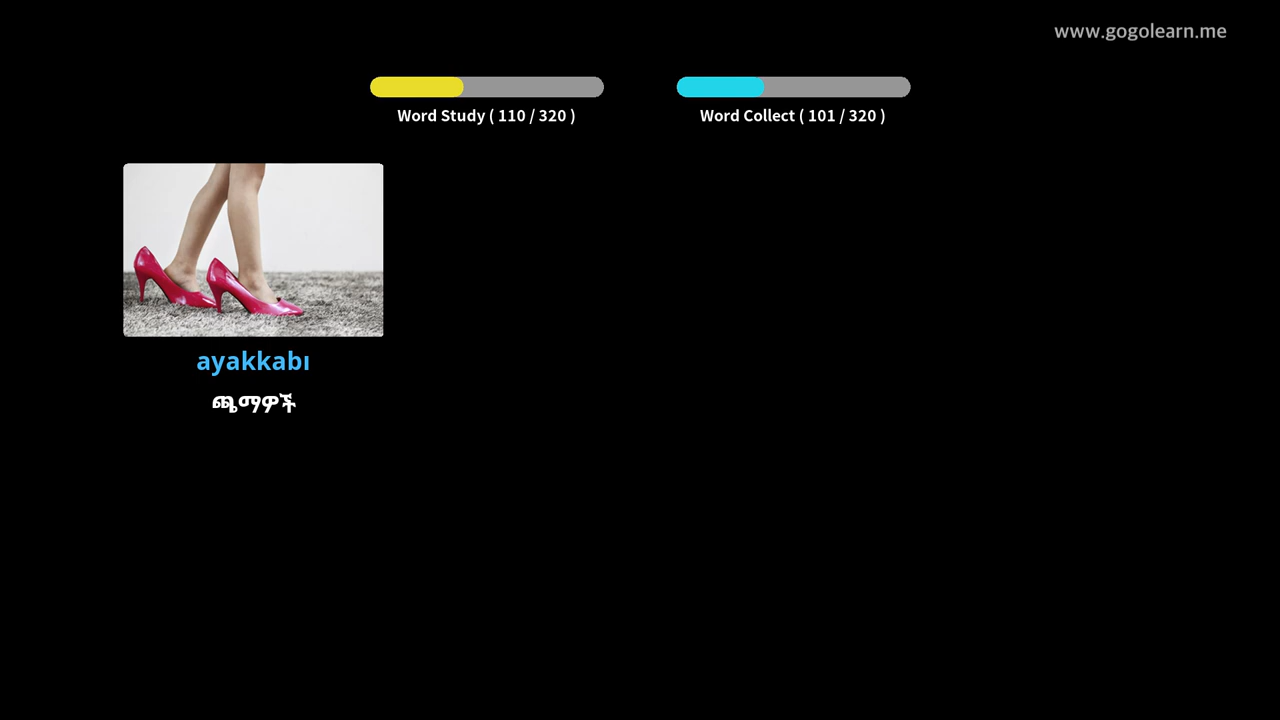 www.gogolearn.me
Word Study ( 110 / 320 )
Word Collect ( 101 / 320 )
ayakkabı
ጫማዎች